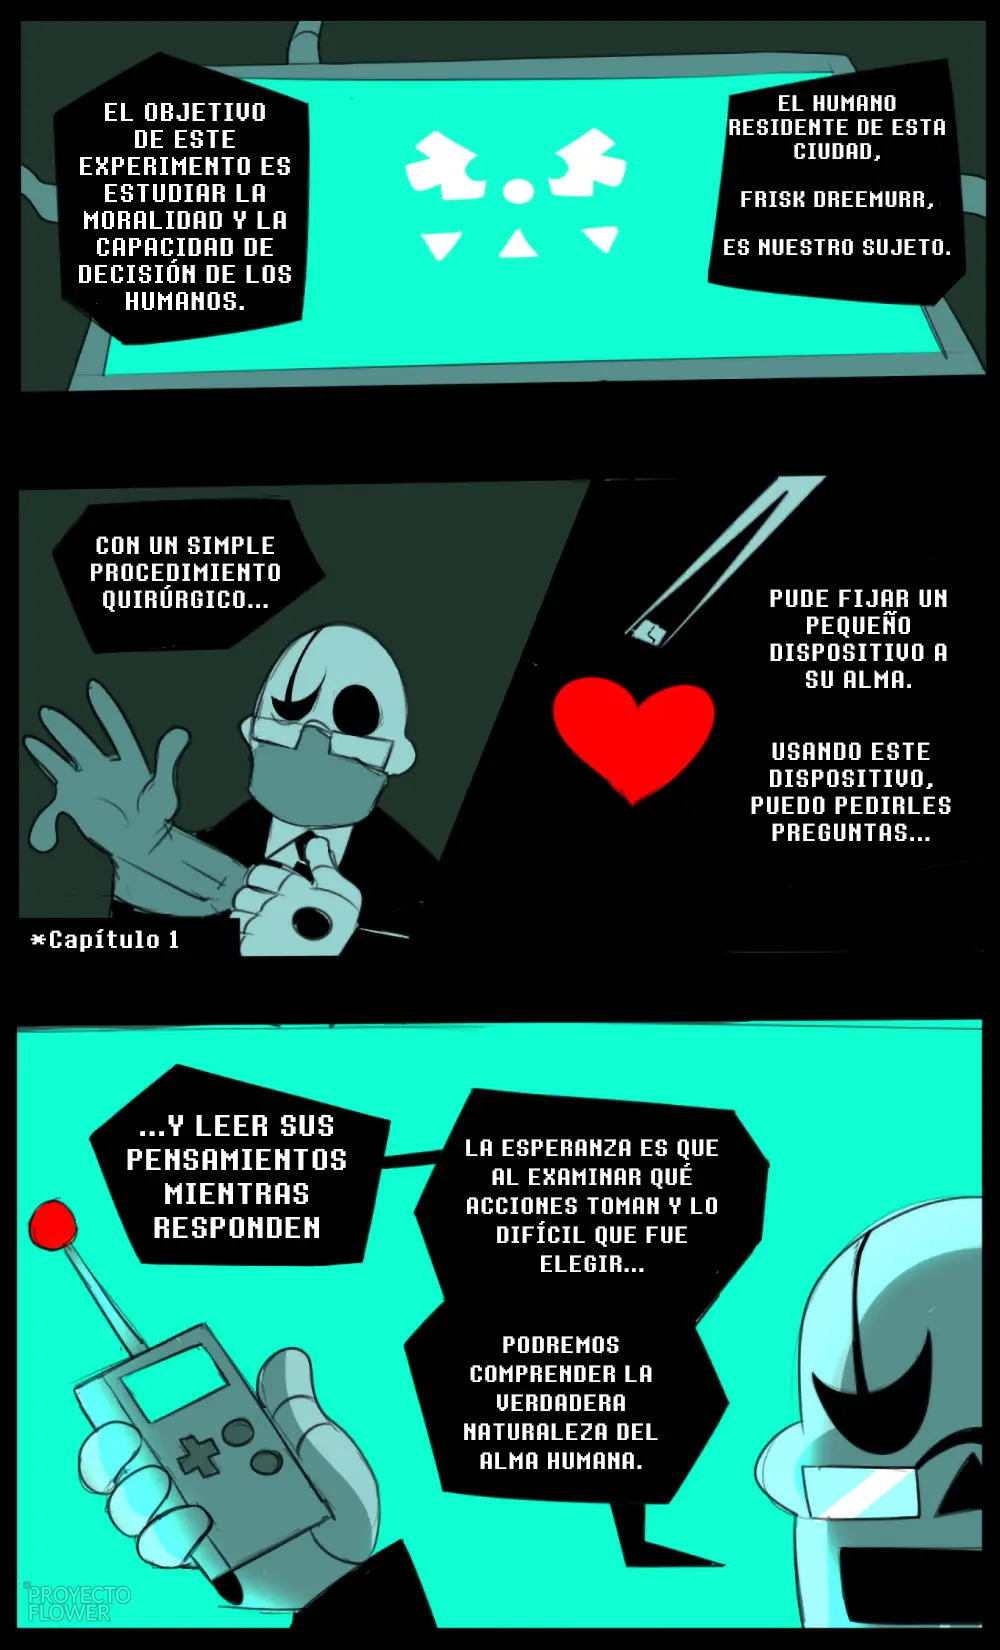 EL OBJETIVO
DE ESTE
EXPERIMENTO ES
ESTUDIAR LA
MORALIDAD Y LA
CAPACIDAD DE
DECISIÓN DE LOS
HUMANOS.
EL HUMANO
RESIDENTE DE ESTA
CIUDAD,
FRISK DREEMURR,
ES NUESTRO SUJETO.
CON UN SIMPLE
PROCEDIMIENTO
QUIRÚRGICO...
PUDE FIJAR UN
PEQUEÑO
DISPOSITIVO A
SU ALMA.
USANDO ESTE
DISPOSITIVO,
PUEDO PEDIRLES
PREGUNTAS...
*Capítulo 1
...Y LEER SUS
PENSAMIENTOS
MIENTRAS
RESPONDEN
LA ESPERANZA ES QUE
AL EXAMINAR QUÉ
ACCIONES TOMAN Y LO
DIFÍCIL QUE FUE
ELEGIR...
PODREMOS
COMPRENDER LA
VERDADERA
NATURALEZA DEL
ALMA HUMANA.
PROYECTO
FLOWER